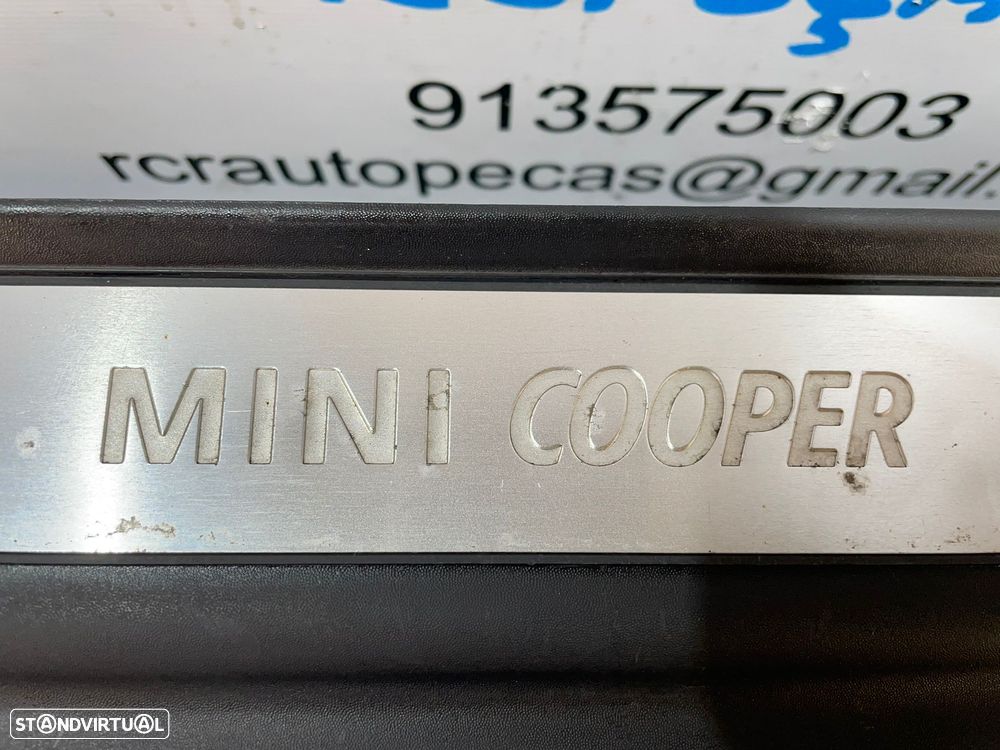 913575003
rcrautopecas@gmail.
MINI COOPER
STANDVIRTUAL